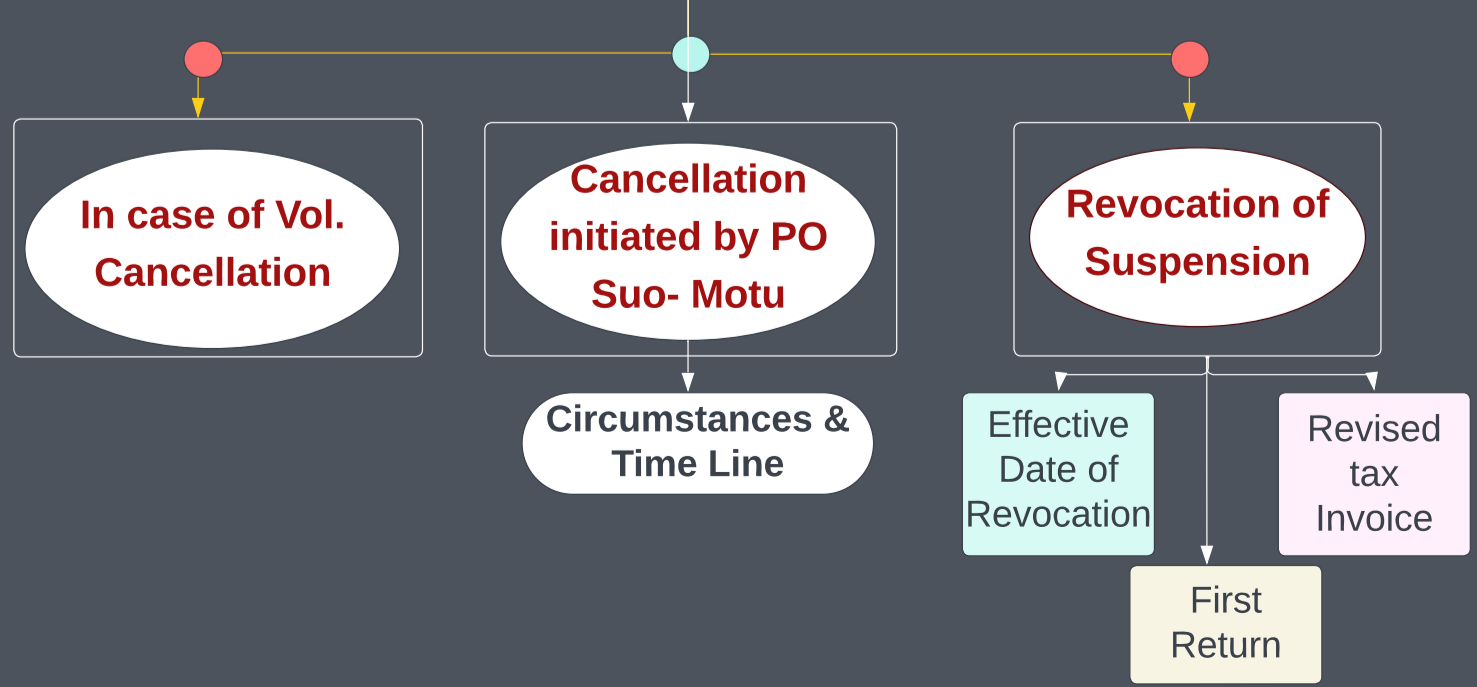 In case of Vol.
Cancellation
Cancellation
initiated by PO
Suo- Motu
Revocation of
Suspension
Circumstances &
Time Line
Effective
Date of
Revocation
Revised
tax
Invoice
First
Return